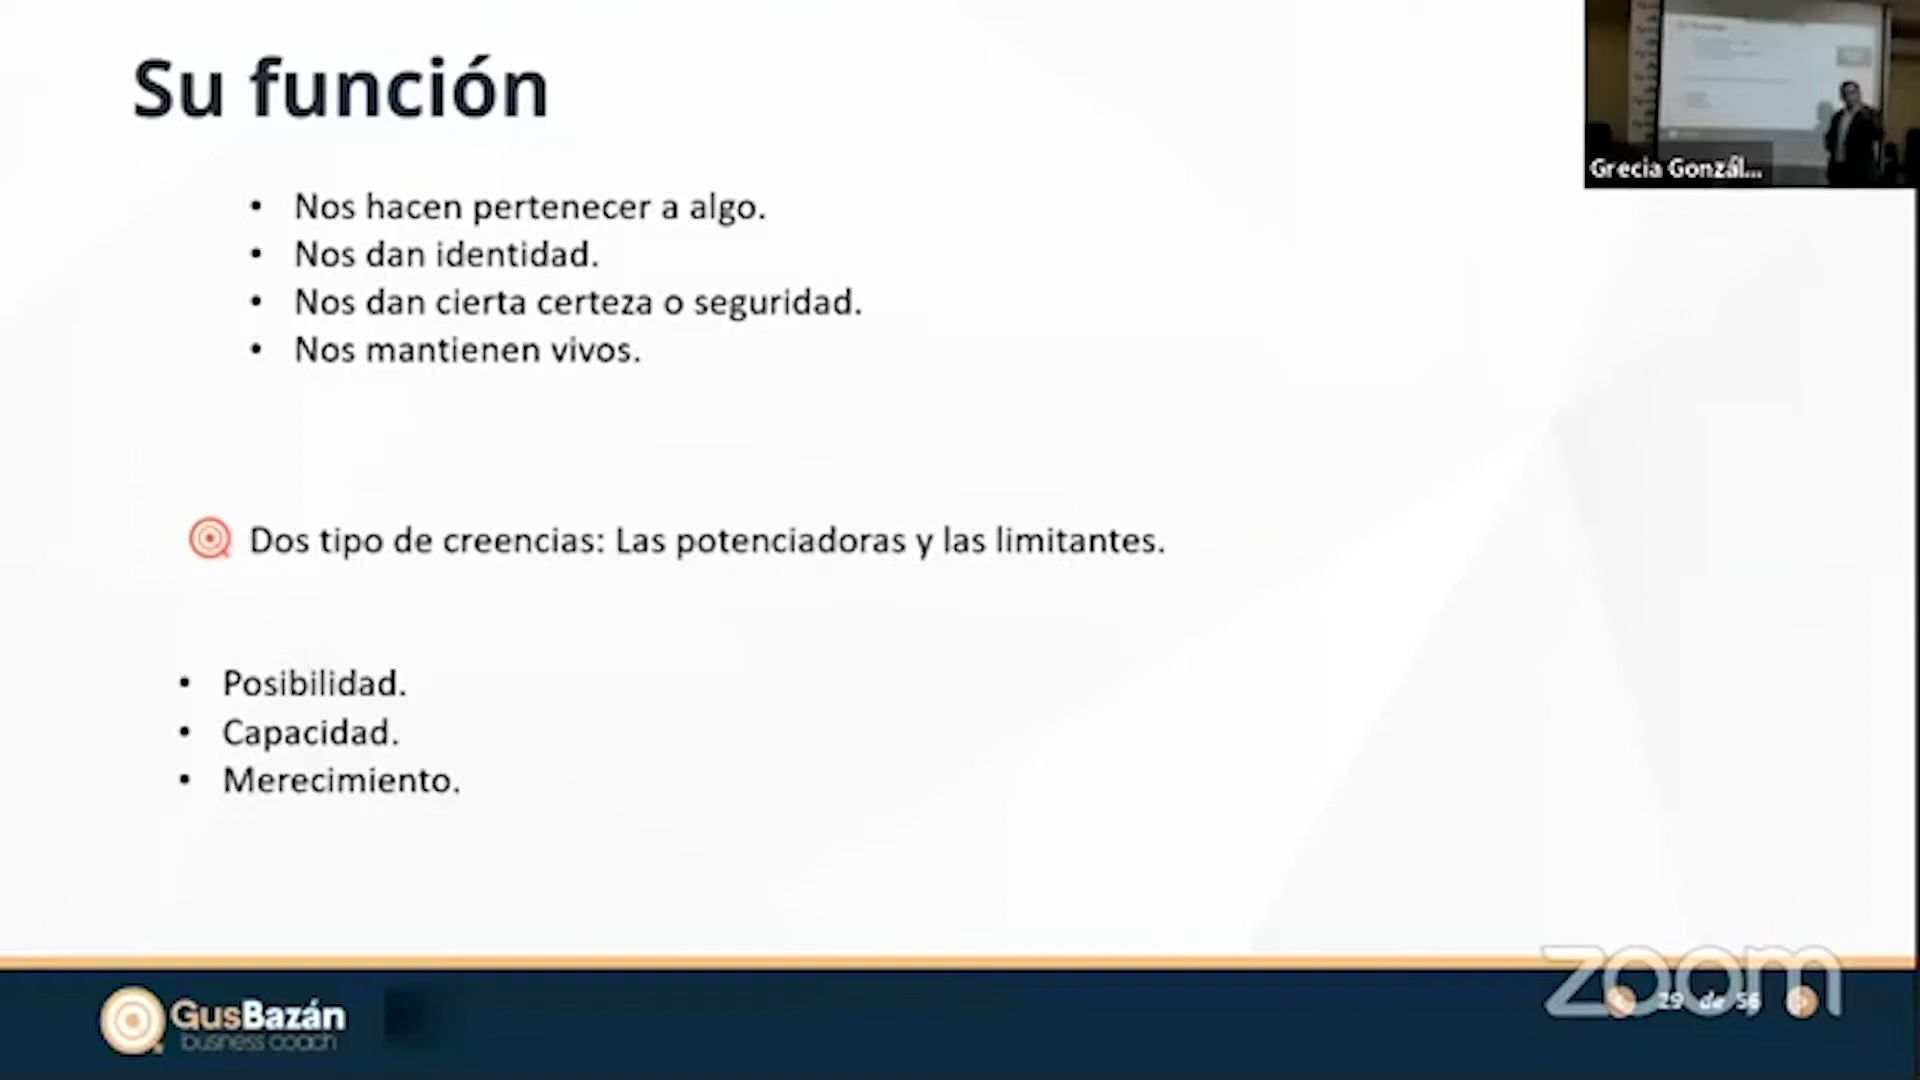 Su función
Grecia Gonzál...
• Nos hacen pertenecer a algo.
• Nos dan identidad.
• Nos dan cierta certeza o seguridad.
• Nos mantienen vivos.
Dos tipo de creencias: Las potenciadoras y las limitantes.
• Posibilidad.
• Capacidad.
• Merecimiento.
GusBazán
business coach
29 de 56
zoom